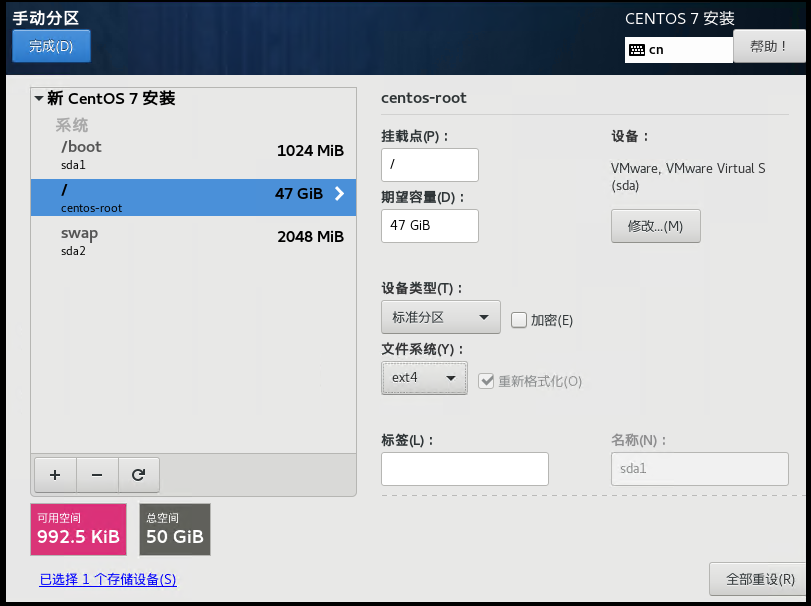 手动分区
CENTOS 7 安装
完成(D)
cn
帮助！
新 CentOS 7 安装
系统
/boot
1024 MiB
sda1
/
47 GiB
centos-root
swap
2048 MiB
sda2
centos-root
挂载点(P)：
/
期望容量(D)：
47 GiB
设备：
VMware, VMware Virtual S
(sda)
修改...(M)
设备类型(T)：
标准分区
加密(E)
文件系统(Y)：
ext4
重新格式化(O)
标签(L)：
名称(N)：
sda1
可用空间
992.5 KiB
总空间
50 GiB
已选择 1 个存储设备(S)
全部重设(R)